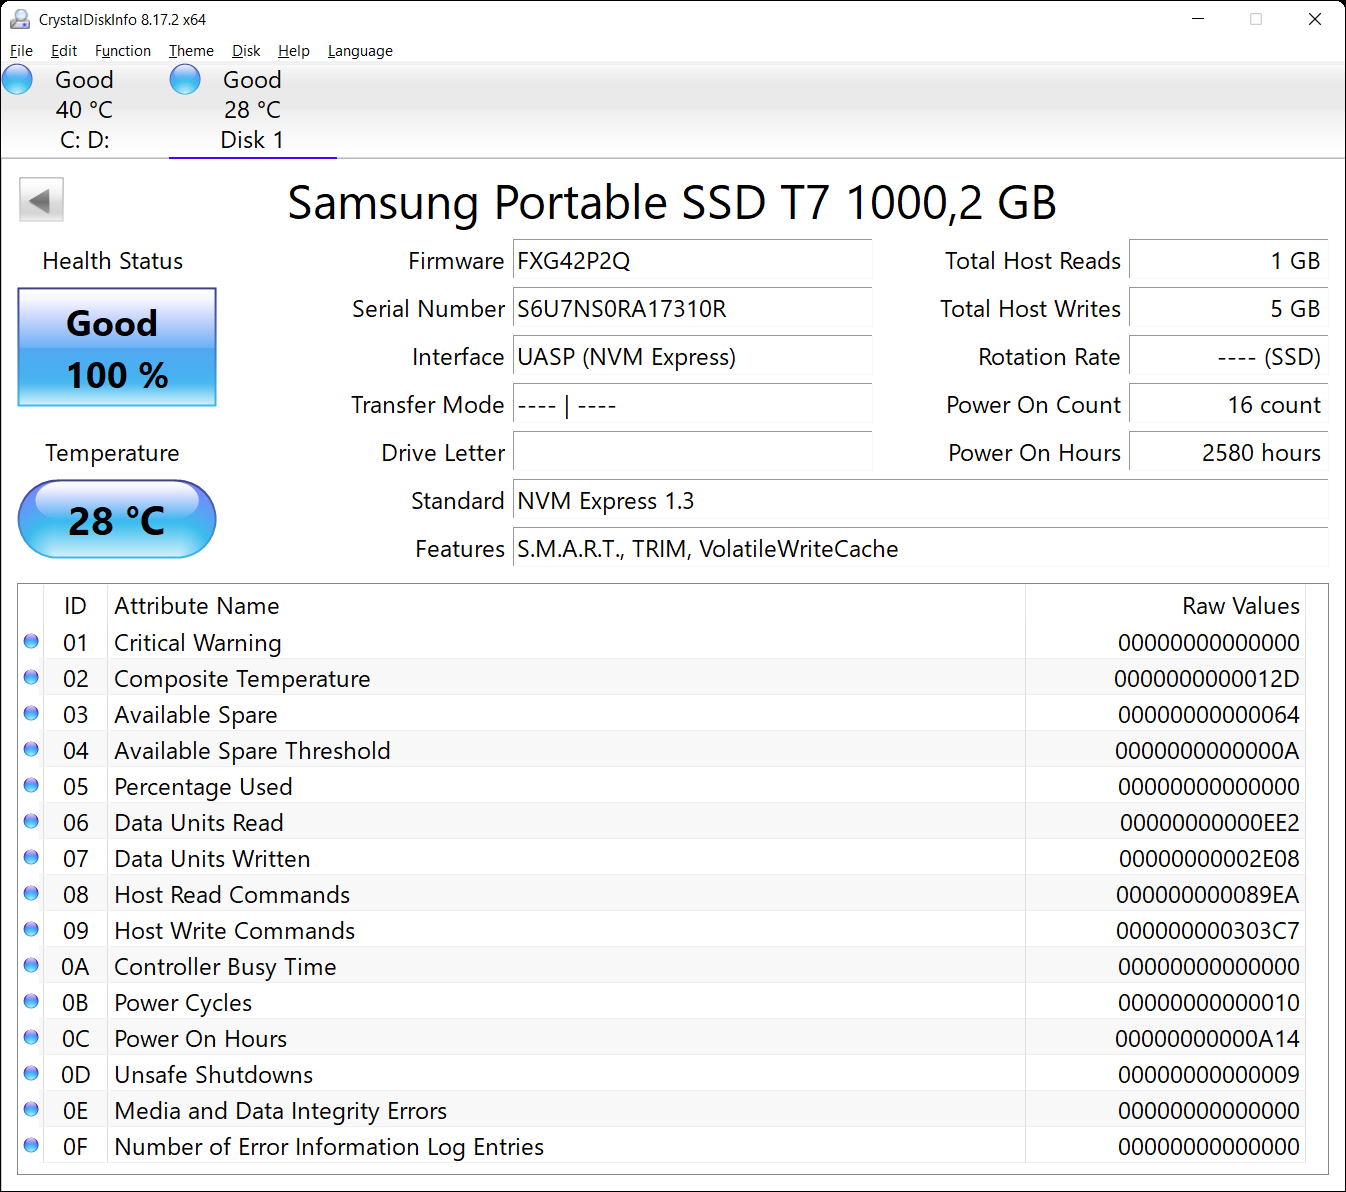 CrystalDiskInfo 8.17.2 x64
File Edit Function Theme Disk Help Language
Good Good
40 °C 28 °C
C: D: Disk 1
Samsung Portable SSD T7 1000,2 GB
Health Status
Good
100 %
Temperature
28 °C
Firmware FXG42P2Q
Serial Number S6U7NS0RA17310R
Interface UASP (NVM Express)
Transfer Mode ---- | ----
Drive Letter
Standard NVM Express 1.3
Features S.M.A.R.T., TRIM, VolatileWriteCache
Total Host Reads 1 GB
Total Host Writes 5 GB
Rotation Rate ---- (SSD)
Power On Count 16 count
Power On Hours 2580 hours
ID Attribute Name Raw Values
01 Critical Warning 00000000000000
02 Composite Temperature 0000000000012D
03 Available Spare 00000000000064
04 Available Spare Threshold 0000000000000A
05 Percentage Used 00000000000000
06 Data Units Read 00000000000EE2
07 Data Units Written 00000000002E08
08 Host Read Commands 000000000089EA
09 Host Write Commands 000000000303C7
0A Controller Busy Time 00000000000000
0B Power Cycles 00000000000010
0C Power On Hours 00000000000A14
0D Unsafe Shutdowns 00000000000009
0E Media and Data Integrity Errors 00000000000000
0F Number of Error Information Log Entries 00000000000000